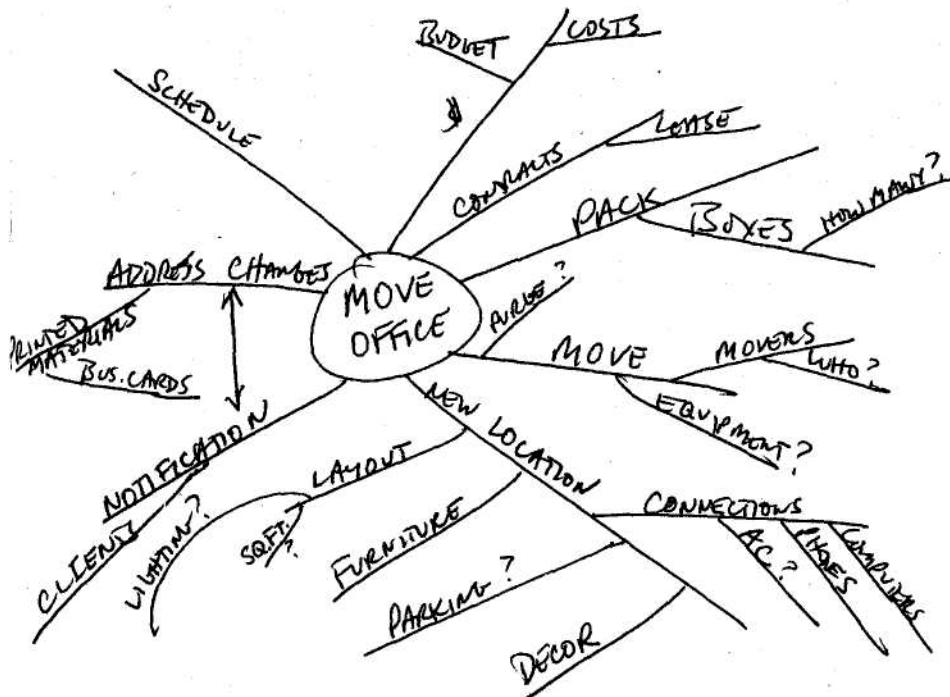 MOVE
OFFICE
SCHEDULE
$
BUDGET
COSTS
CONTRACTS
LEASE
PACK
BOXES
HOW MANY?
MOVE
PURGE?
MOVERS
WHO?
EQUIPMENT?
NEW LOCATION
CONNECTIONS
AC?
PHONES
COMPUTERS
DECOR
PARKING?
FURNITURE
LAYOUT
SQ.FT.
?
LIGHTING?
NOTIFICATION
CLIENTS
ADDRESS CHANGES
PRINTED
MATERIALS
BUS. CARDS